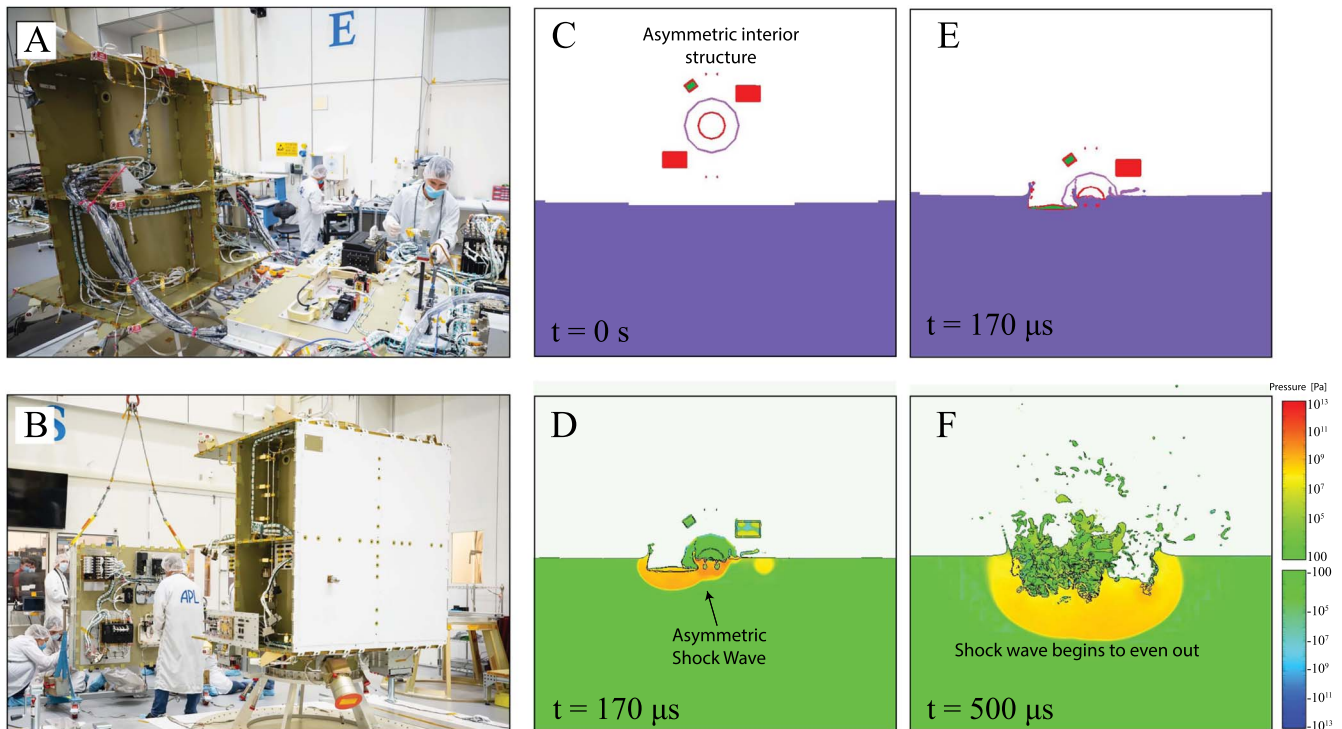 A
E
B
S
APL
C
Asymmetric interior
structure
t = 0 s
E
t = 170 μs
D
Asymmetric
Shock Wave
t = 170 μs
F
Shock wave begins to even out
t = 500 μs
Pressure [Pa]
10¹³
10¹¹
10⁹
10⁷
10⁵
100
-100
-10⁵
-10⁷
-10⁹
-10¹¹
-10¹³